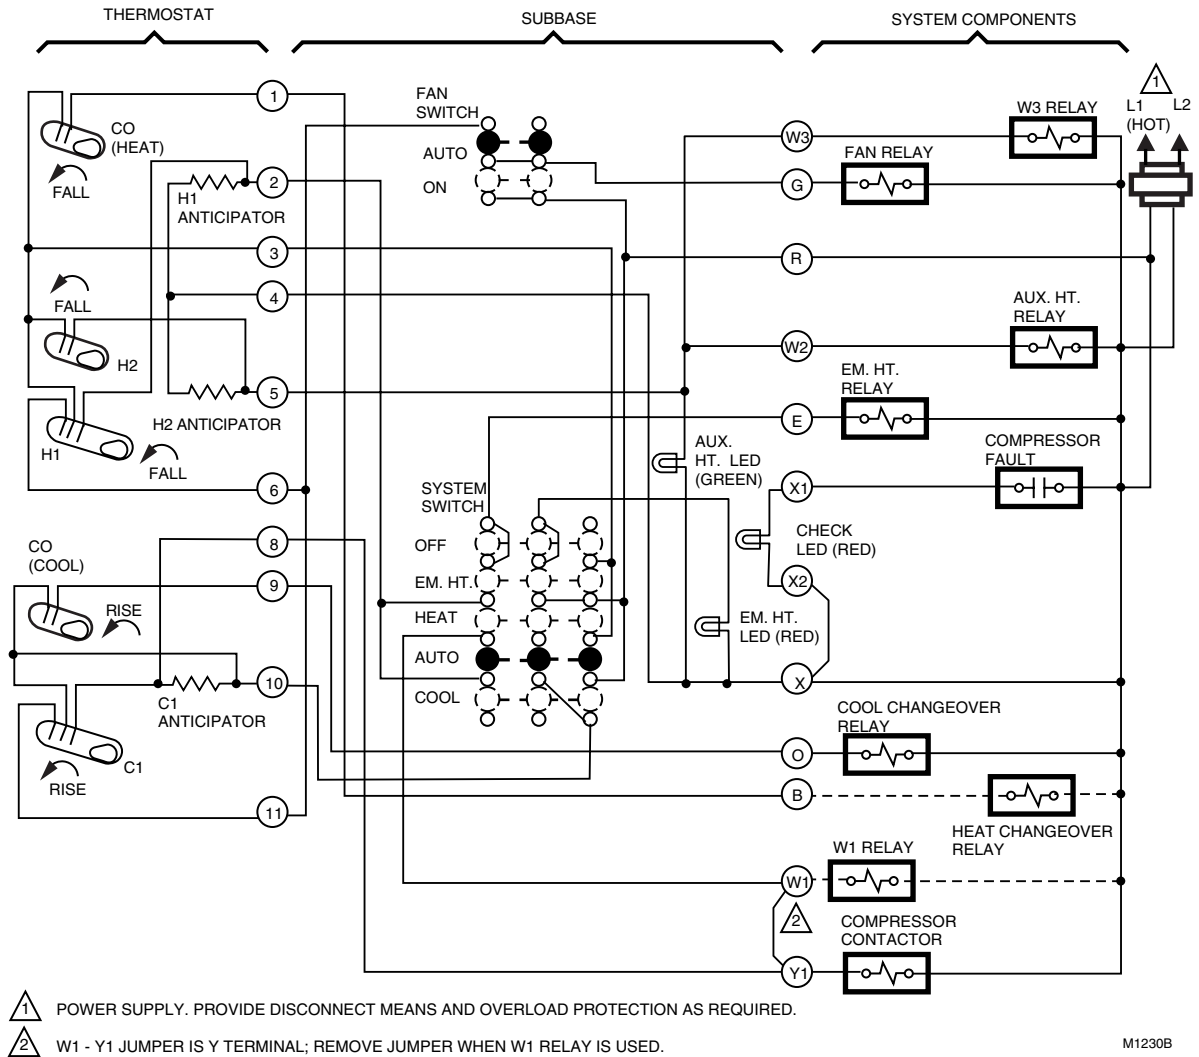 THERMOSTAT
SUBBASE
SYSTEM COMPONENTS
1
CO
(HEAT)
FALL
H1
ANTICIPATOR
2
3
4
FALL
H2
5
H2 ANTICIPATOR
H1
FALL
6
CO
(COOL)
RISE
8
9
10
C1
ANTICIPATOR
C1
RISE
11
FAN
SWITCH
AUTO
ON
SYSTEM
SWITCH
OFF
EM. HT.
HEAT
AUTO
COOL
AUX.
HT. LED
(GREEN)
CHECK
LED (RED)
EM. HT.
LED (RED)
W3
G
R
W2
E
X1
X2
X
O
B
W1
2
Y1
1
L1
(HOT)
L2
W3 RELAY
FAN RELAY
AUX. HT.
RELAY
EM. HT.
RELAY
COMPRESSOR
FAULT
COOL CHANGEOVER
RELAY
HEAT CHANGEOVER
RELAY
W1 RELAY
COMPRESSOR
CONTACTOR
1 POWER SUPPLY. PROVIDE DISCONNECT MEANS AND OVERLOAD PROTECTION AS REQUIRED.
2 W1 - Y1 JUMPER IS Y TERMINAL; REMOVE JUMPER WHEN W1 RELAY IS USED.
M1230B